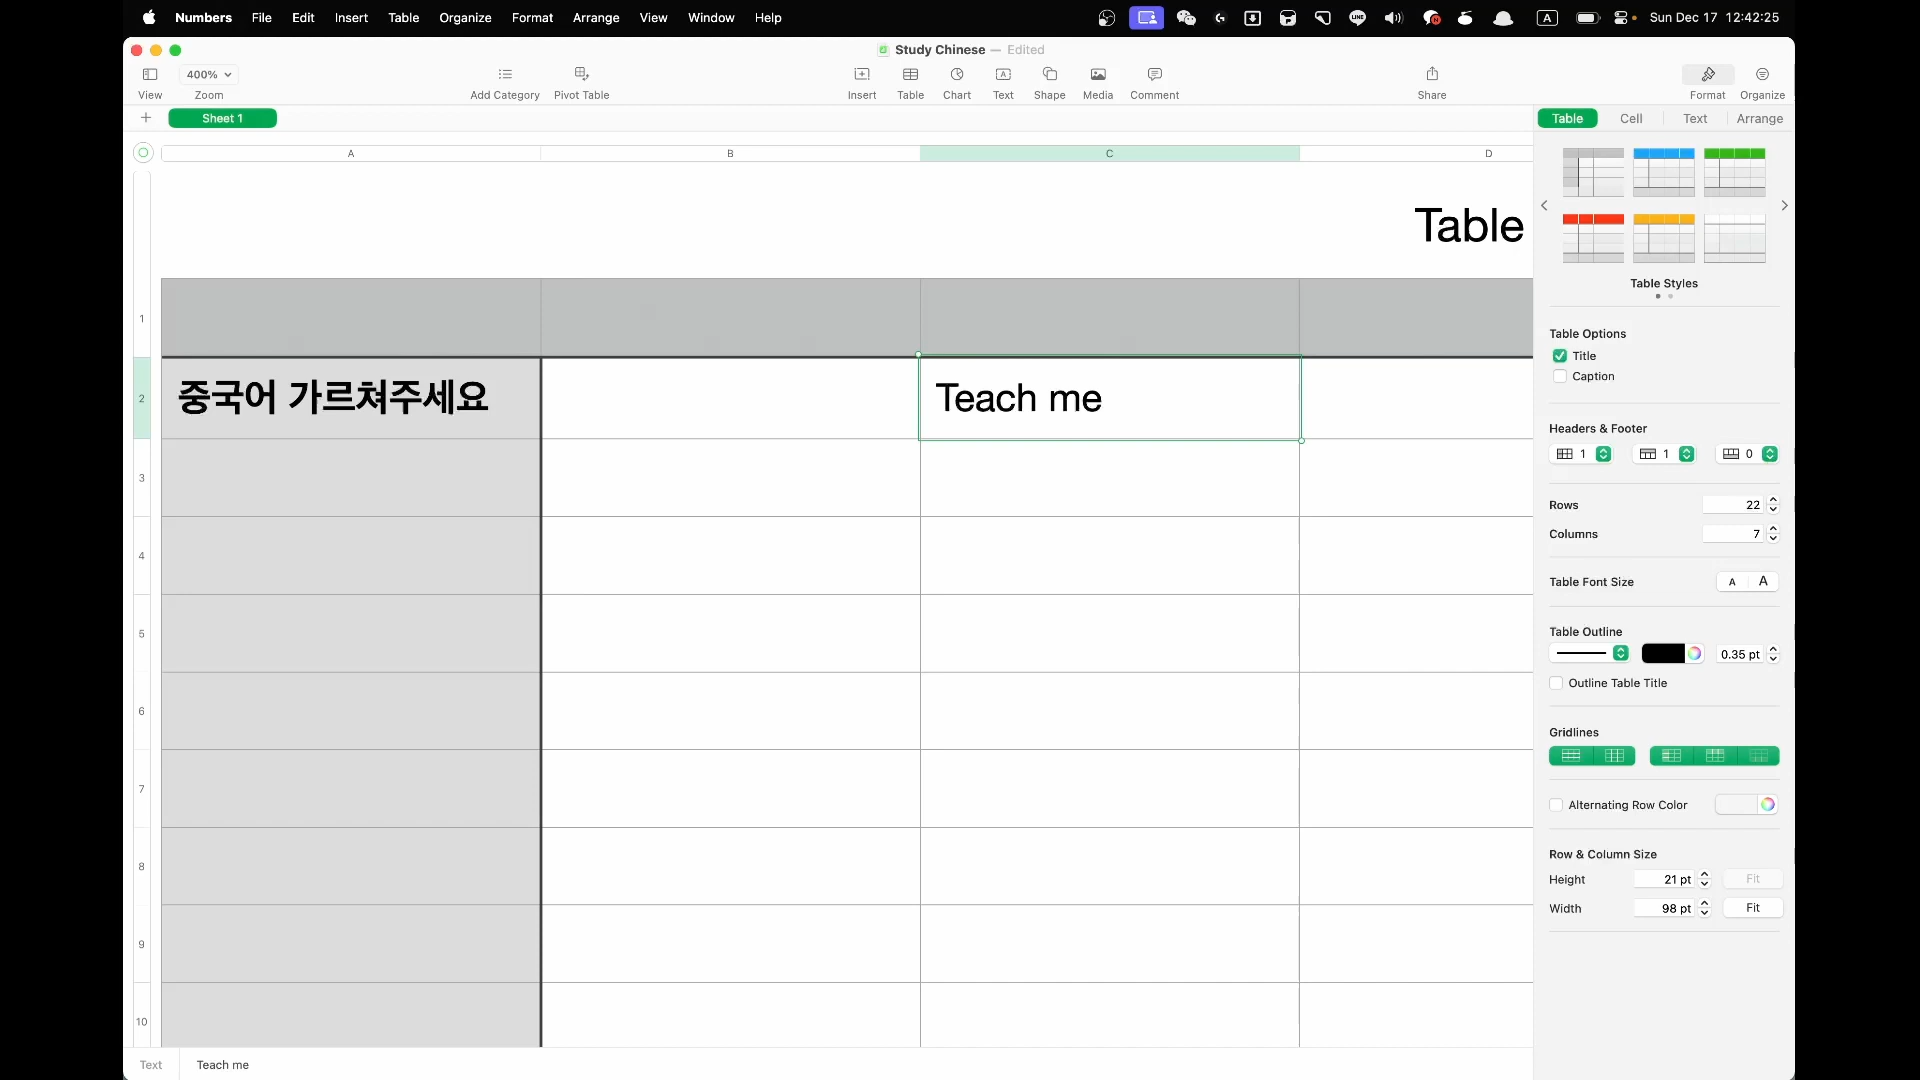 Numbers File Edit Insert Table Organize Format Arrange View Window Help A Sun Dec 17 12:42:25
Study Chinese — Edited
400%
View Zoom Add Category Pivot Table Insert Table Chart Text Shape Media Comment Share Format Organize
Sheet 1
Table Cell Text Arrange
A B C D
Table
Table Styles
1
Table Options
Title
Caption
2 중국어 가르쳐주세요 Teach me
Headers & Footer
1 1 0
3
Rows 22
Columns 7
4
Table Font Size A A
5
Table Outline
0.35 pt
Outline Table Title
6
Gridlines
7
Alternating Row Color
Row & Column Size
8
Height 21 pt Fit
Width 98 pt Fit
9
10
Text Teach me